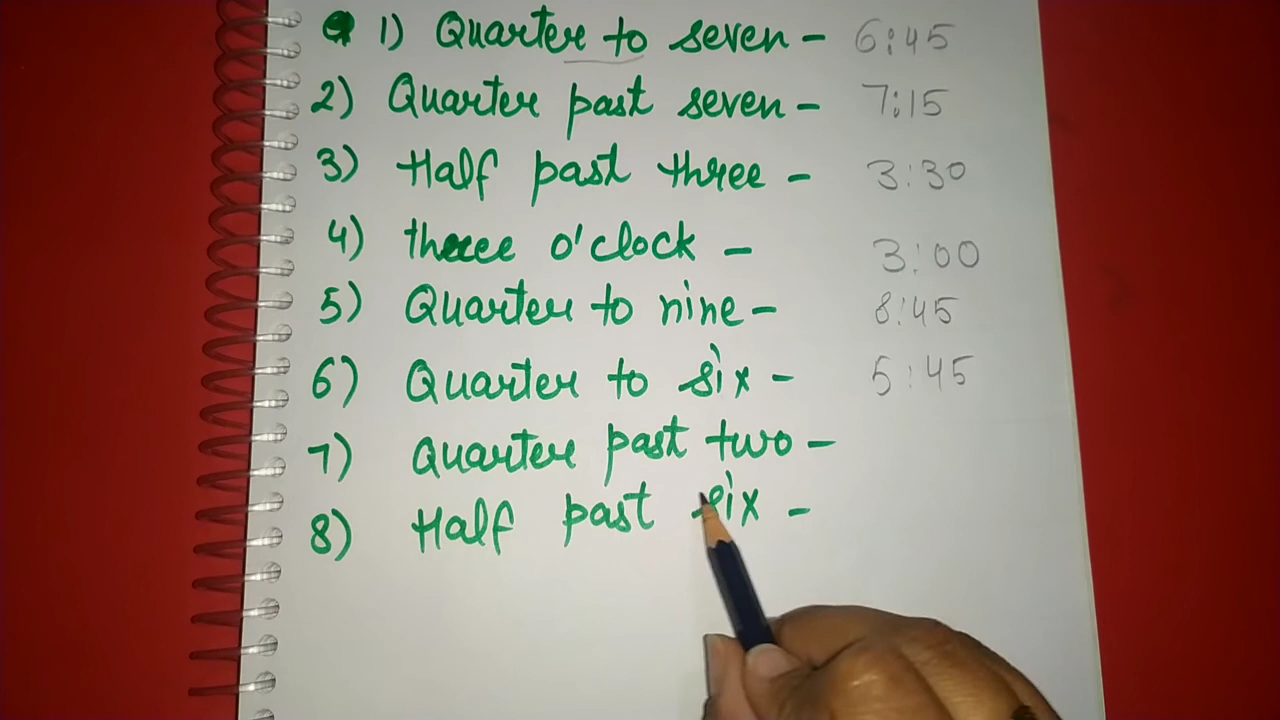 1) Quarter to seven - 6:45
2) Quarter past seven - 7:15
3) Half past three - 3:30
4) three o'clock - 3:00
5) Quarter to nine - 8:45
6) Quarter to six - 5:45
7) Quarter past two -
8) Half past six -